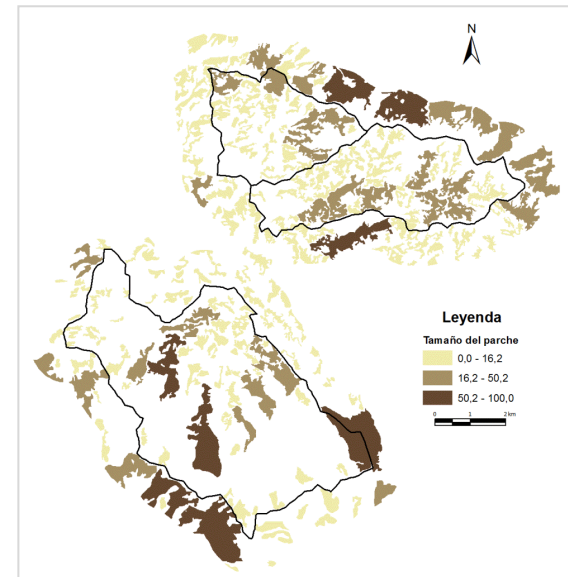 N
Leyenda
Tamaño del parche
0,0 - 16,2
16,2 - 50,2
50,2 - 100,0
0 1 2 km